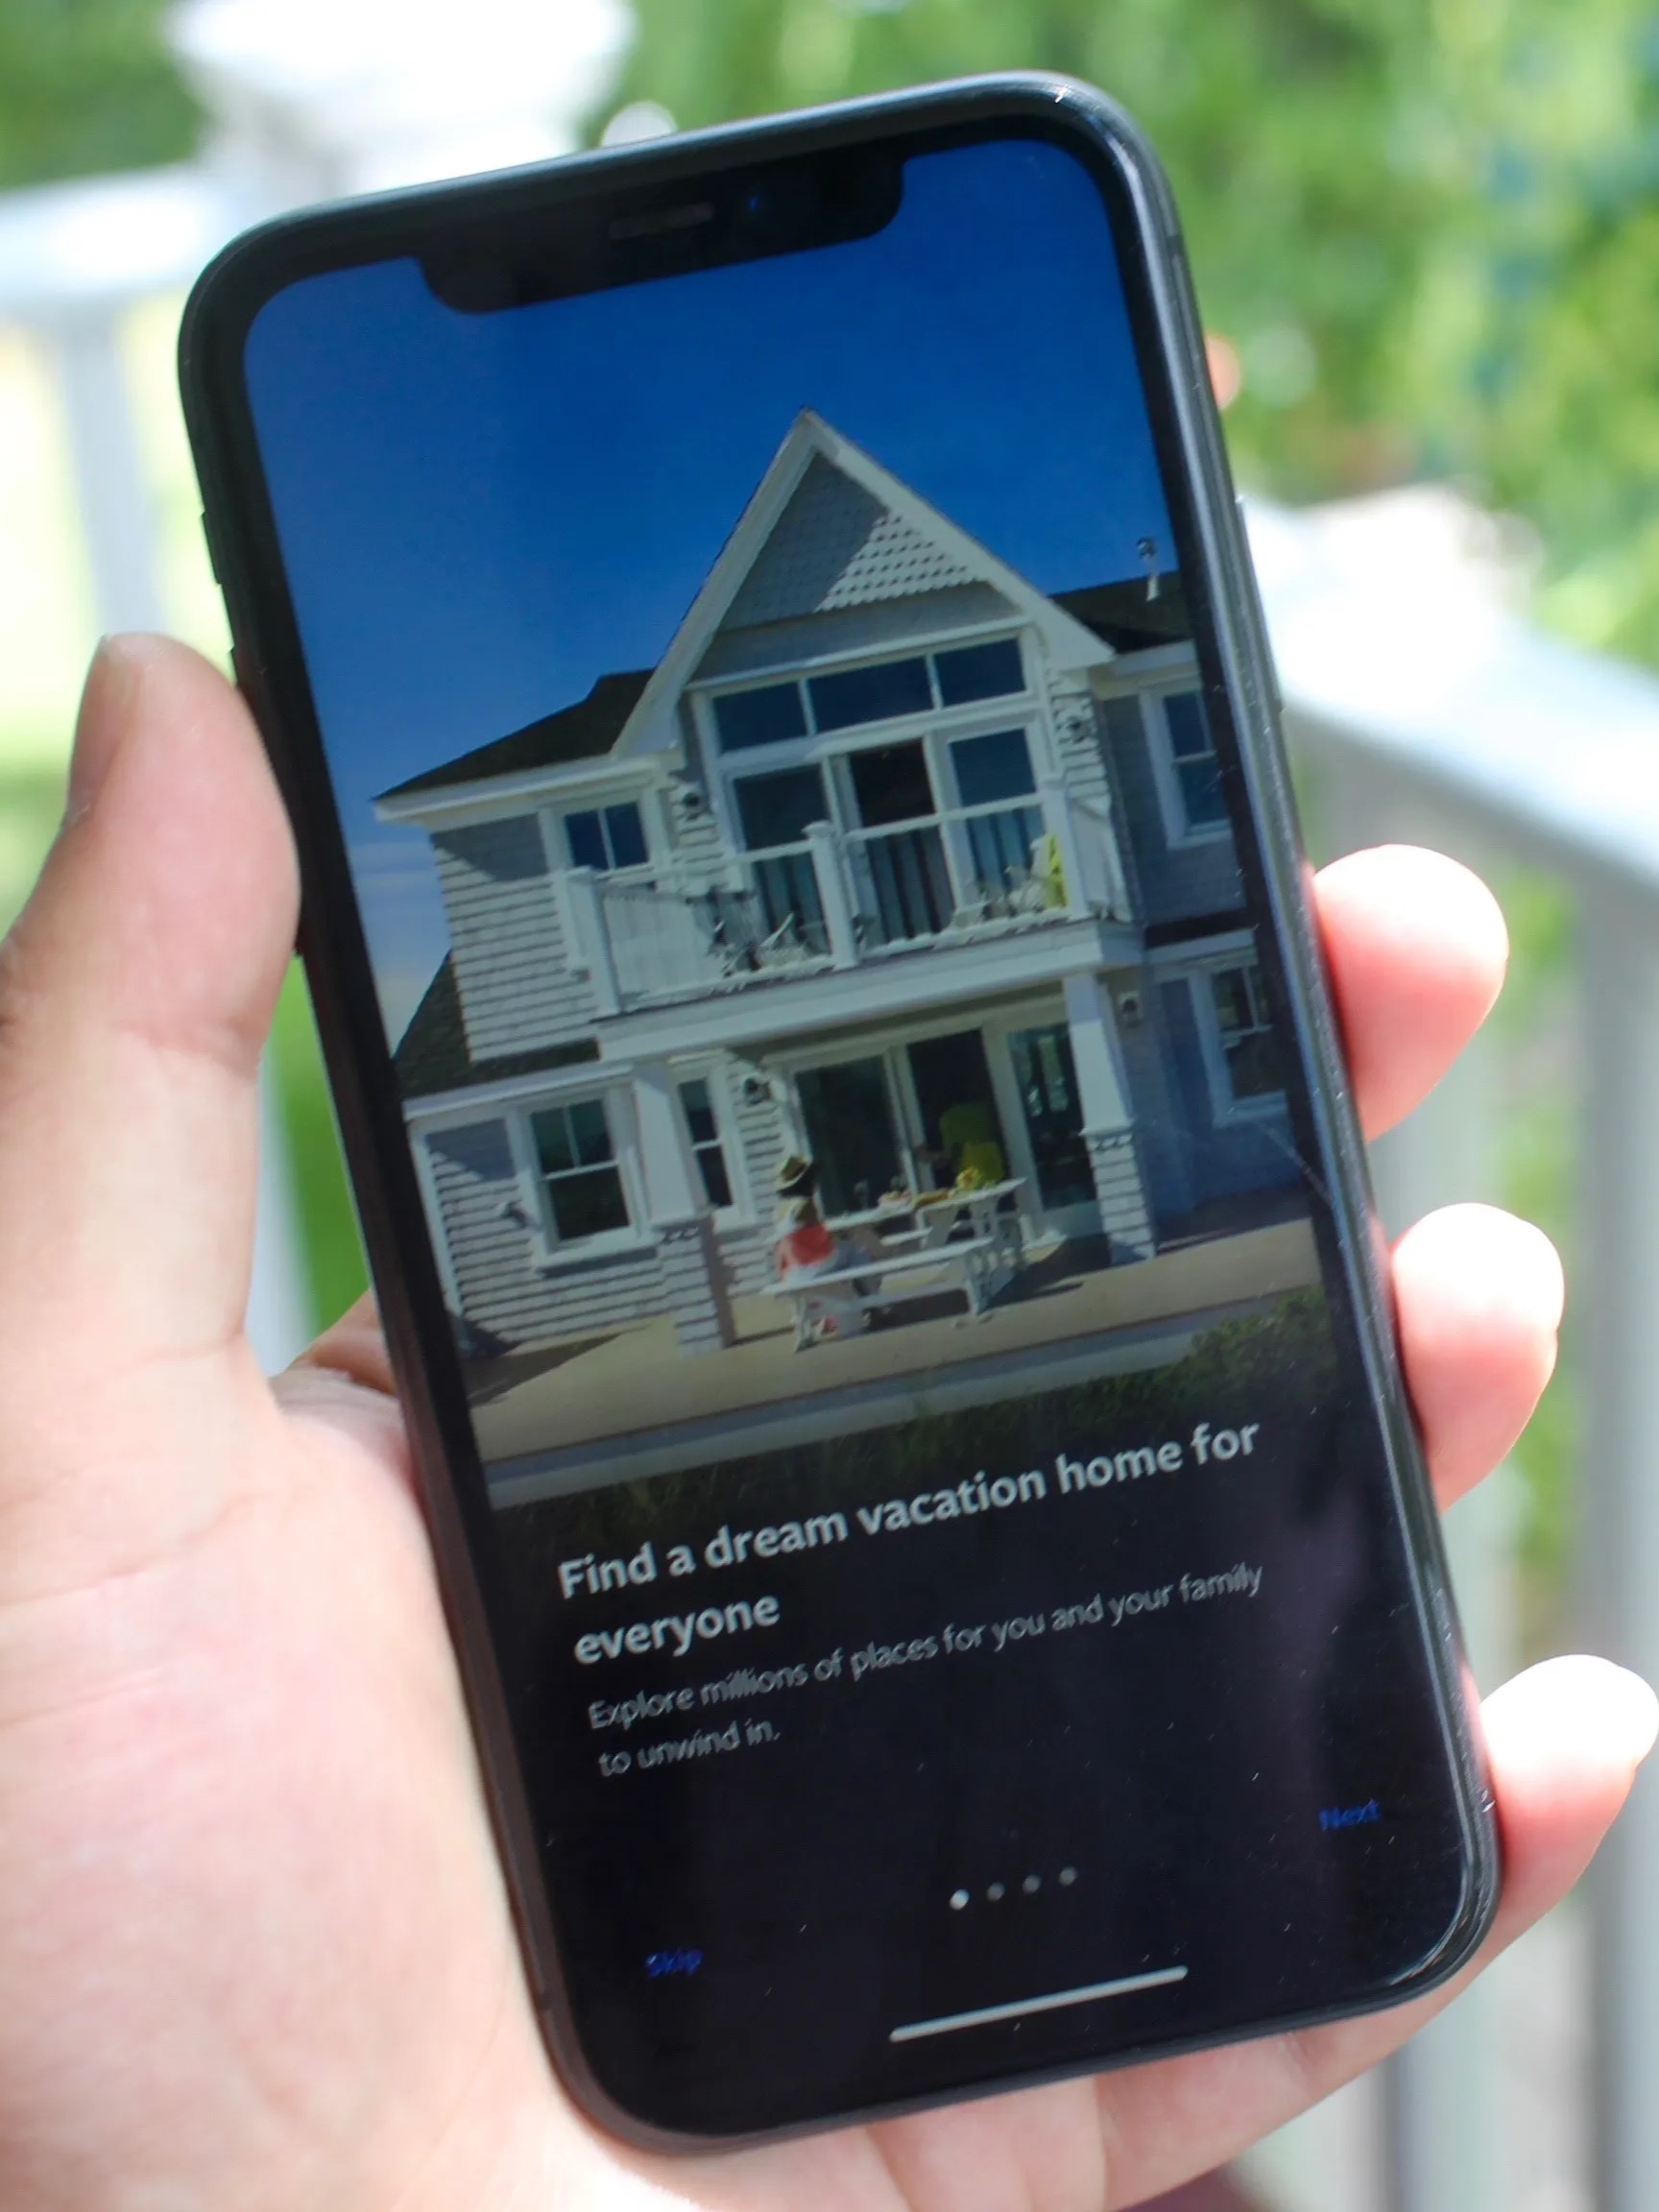 Find a dream vacation home for
everyone
Explore millions of places for you and your family
to unwind in.
Next
Skip